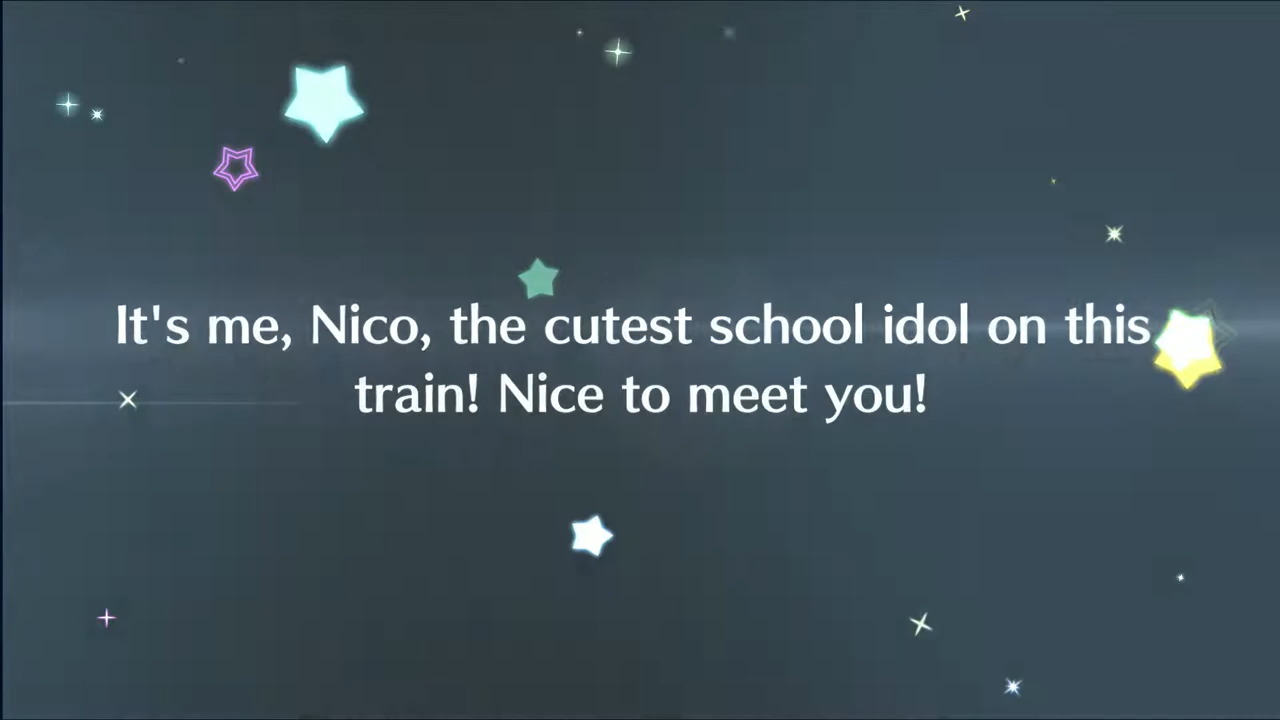 It's me, Nico, the cutest school idol on this
train! Nice to meet you!